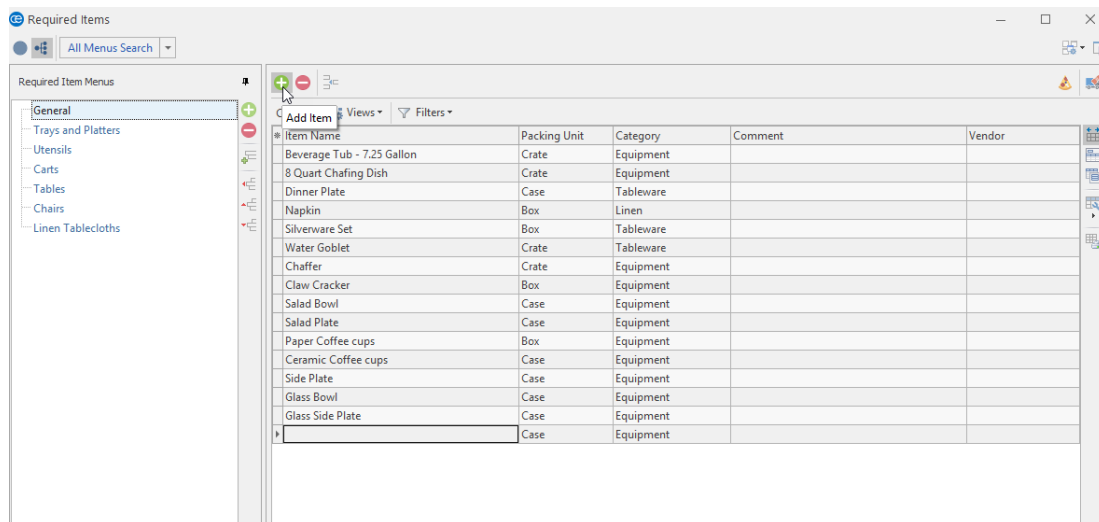 Required Items
All Menus Search
Required Item Menus
General
Trays and Platters
Utensils
Carts
Tables
Chairs
Linen Tablecloths
Add Item
Views
Filters
Item Name Packing Unit Category Comment Vendor
Beverage Tub - 7.25 Gallon Crate Equipment
8 Quart Chafing Dish Crate Equipment
Dinner Plate Case Tableware
Napkin Box Linen
Silverware Set Box Tableware
Water Goblet Crate Tableware
Chaffer Crate Equipment
Claw Cracker Box Equipment
Salad Bowl Case Equipment
Salad Plate Case Equipment
Paper Coffee cups Box Equipment
Ceramic Coffee cups Case Equipment
Side Plate Case Equipment
Glass Bowl Case Equipment
Glass Side Plate Case Equipment
Case Equipment